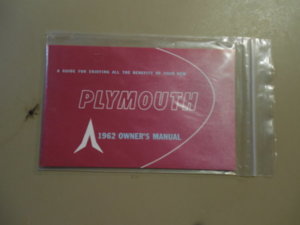 A GUIDE FOR ENJOYING ALL THE BENEFITS OF YOUR NEW
PLYMOUTH
1962 OWNER'S MANUAL